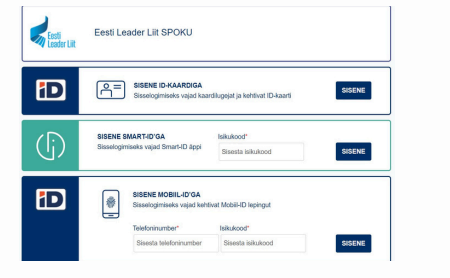 Eesti
Leader Liit
Eesti Leader Liit SPOKU
iD
SISENE ID-KAARDIGA
Sisselogimiseks vajad kaardilugejat ja kehtivat ID-kaarti
SISENE
SISENE SMART-ID'GA
Sisselogimiseks vajad Smart-ID äppi
Isikukood*
Sisesta isikukood
SISENE
iD
SISENE MOBIIL-ID'GA
Sisselogimiseks vajad kehtivat Mobiil-ID lepingut
Telefoninumber* Isikukood*
Sisesta telefoninumber Sisesta isikukood
SISENE